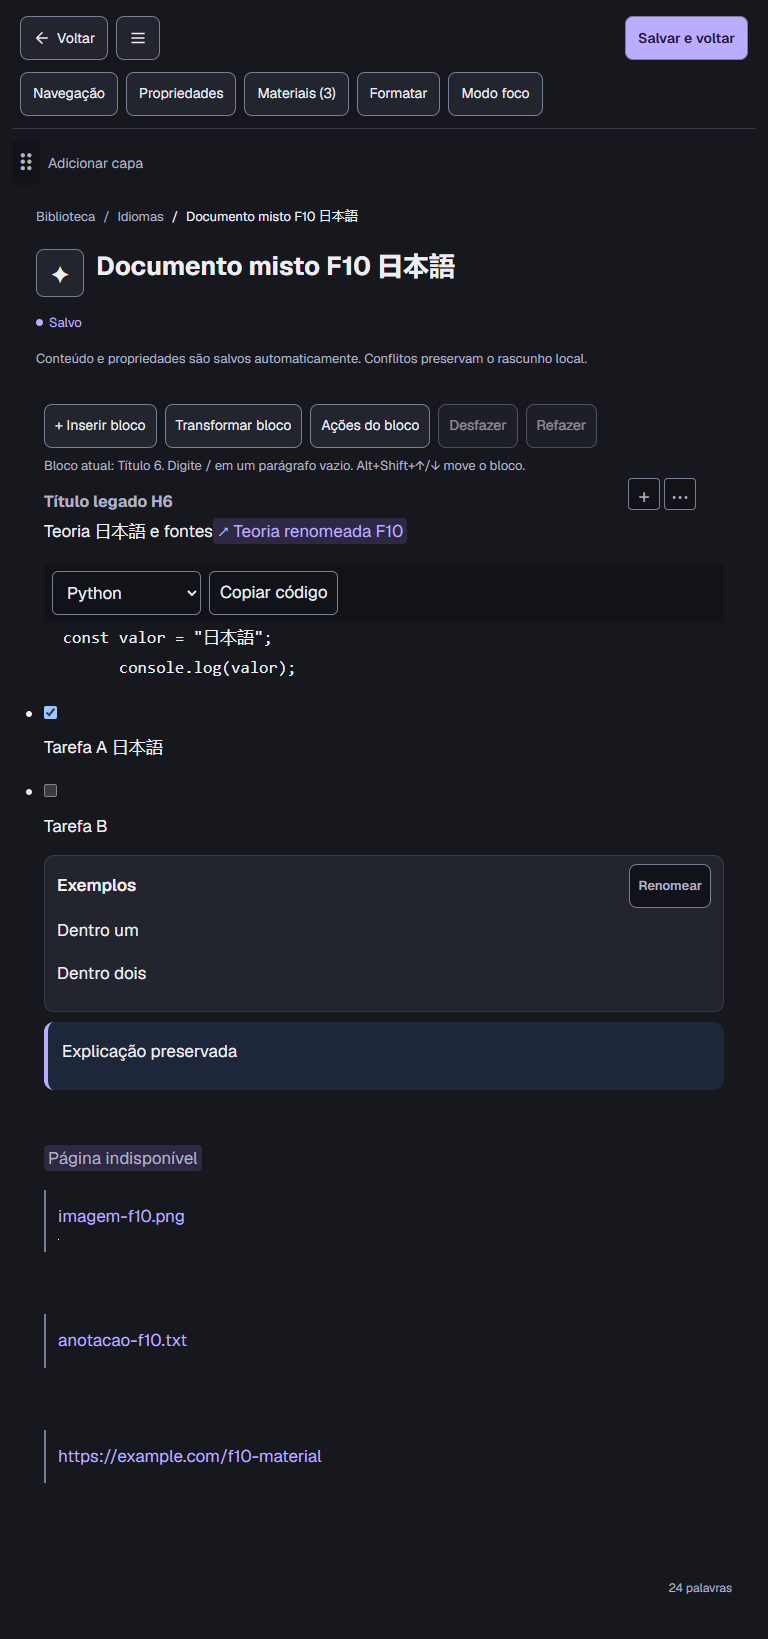 ← Voltar
Salvar e voltar
Navegação
Propriedades
Materiais (3)
Formatar
Modo foco
Adicionar capa
Biblioteca / Idiomas / Documento misto F10 日本語
Documento misto F10 日本語
Salvo
Conteúdo e propriedades são salvos automaticamente. Conflitos preservam o rascunho local.
+ Inserir bloco
Transformar bloco
Ações do bloco
Desfazer
Refazer
Bloco atual: Título 6. Digite / em um parágrafo vazio. Alt+Shift+↑/↓ move o bloco.
Título legado H6
+ …
Teoria 日本語 e fontes ↗ Teoria renomeada F10
Python
Copiar código
const valor = "日本語";
console.log(valor);
Tarefa A 日本語
Tarefa B
Exemplos
Renomear
Dentro um
Dentro dois
Explicação preservada
Página indisponível
imagem-f10.png
anotacao-f10.txt
https://example.com/f10-material
24 palavras